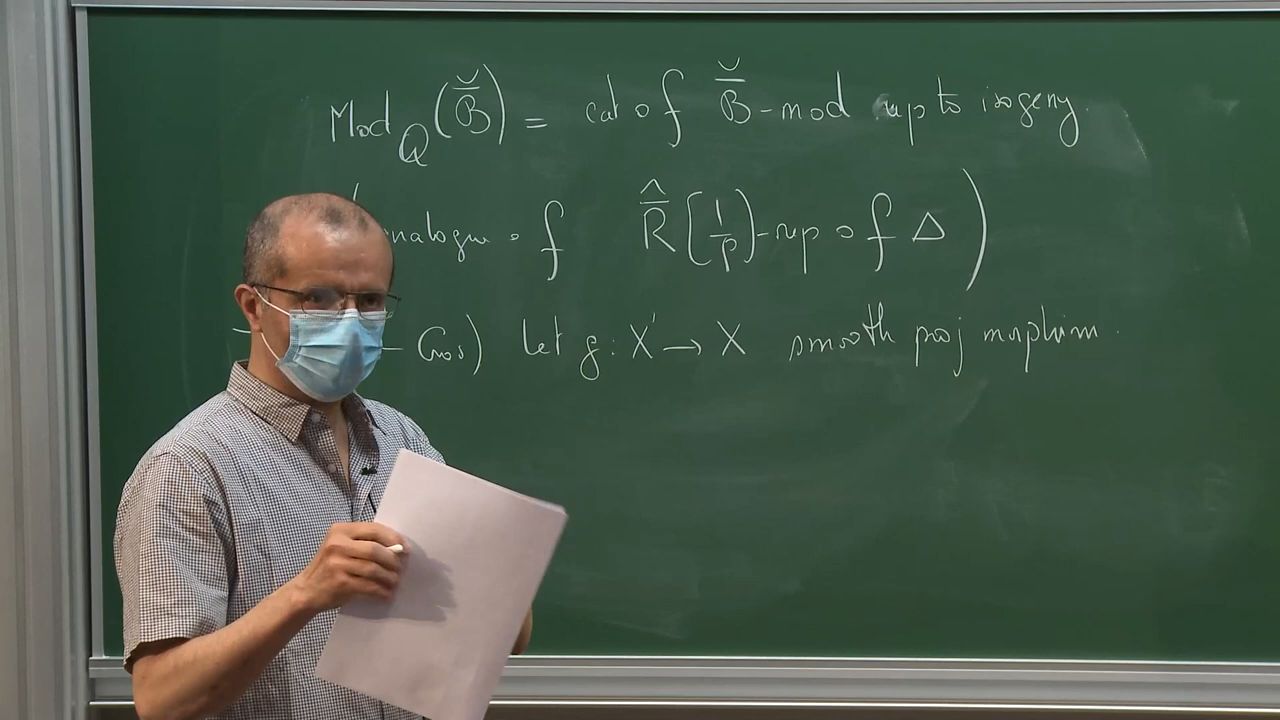 Mod_Q(B̆̅) = cat of B̆̅-mod up to isogeny.
analogue of R̂̅[1/p]-rep of Δ)
— Gros) Let g: X' → X smooth proj morphism.